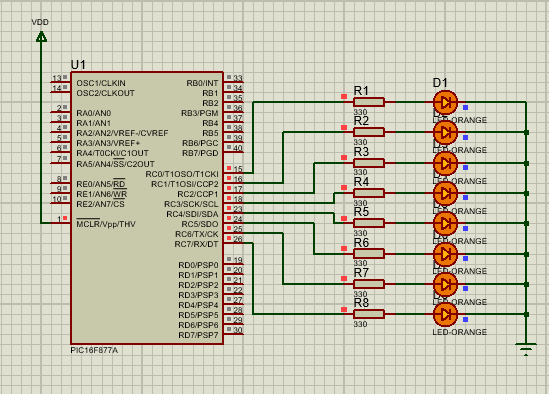 VDD
U1
13 OSC1/CLKIN
14 OSC2/CLKOUT
2 RA0/AN0
3 RA1/AN1
4 RA2/AN2/VREF-/CVREF
5 RA3/AN3/VREF+
6 RA4/T0CKI/C1OUT
7 RA5/AN4/SS/C2OUT
8 RE0/AN5/RD
9 RE1/AN6/WR
10 RE2/AN7/CS
1 MCLR/Vpp/THV
RB0/INT 33
RB1 34
RB2 35
RB3/PGM 36
RB4 37
RB5 38
RB6/PGC 39
RB7/PGD 40
RC0/T1OSO/T1CKI 15
RC1/T1OSI/CCP2 16
RC2/CCP1 17
RC3/SCK/SCL 18
RC4/SDI/SDA 23
RC5/SDO 24
RC6/TX/CK 25
RC7/RX/DT 26
RD0/PSP0 19
RD1/PSP1 20
RD2/PSP2 21
RD3/PSP3 22
RD4/PSP4 27
RD5/PSP5 28
RD6/PSP6 29
RD7/PSP7 30
PIC16F877A
R1
330
R2
330
R3
330
R4
330
R5
330
R6
330
R7
330
R8
330
D1
LED-ORANGE
LED-ORANGE
LED-ORANGE
LED-ORANGE
LED-ORANGE
LED-ORANGE
LED-ORANGE
LED-ORANGE